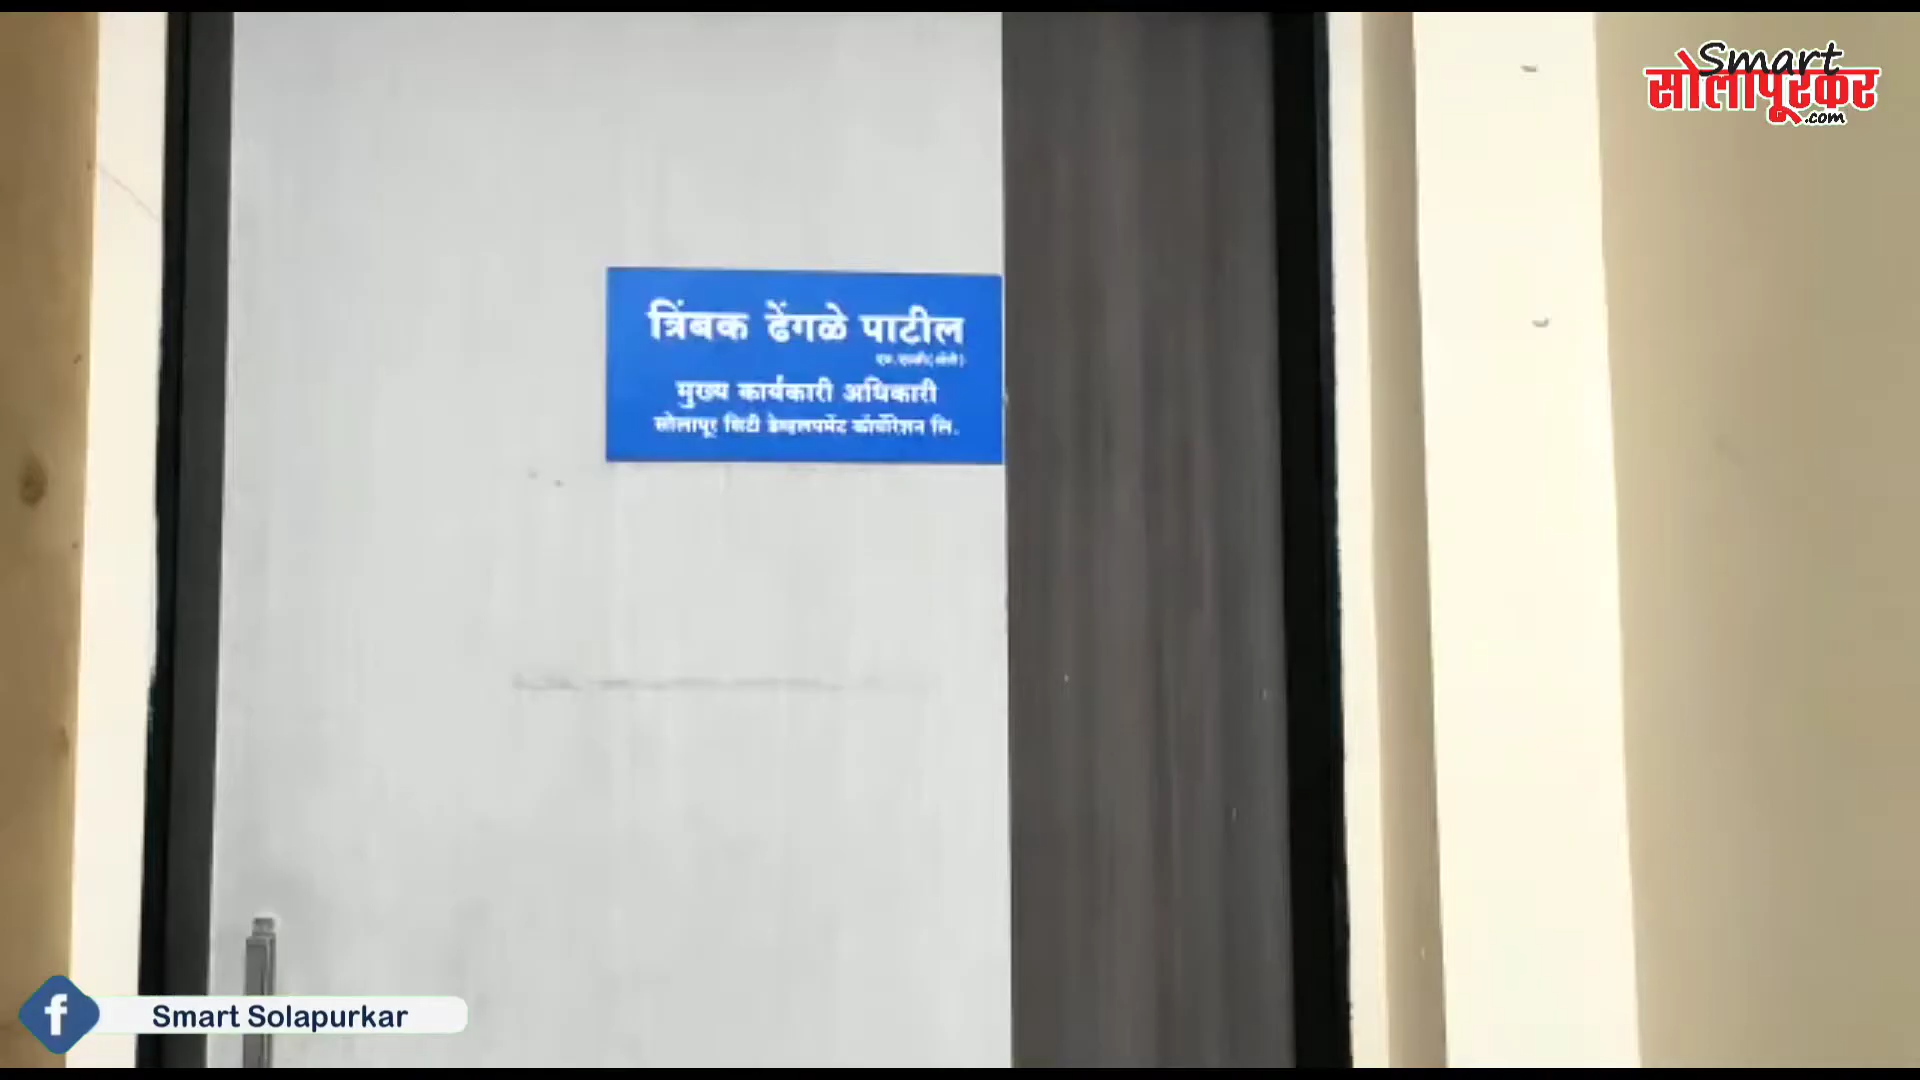 Smart
सोलापूरकर
.com
त्रिंबक ढेंगळे पाटील
मुख्य कार्यकारी अधिकारी
सोलापूर सिटी डेव्हलपमेंट कॉर्पोरेशन लि.
Smart Solapurkar